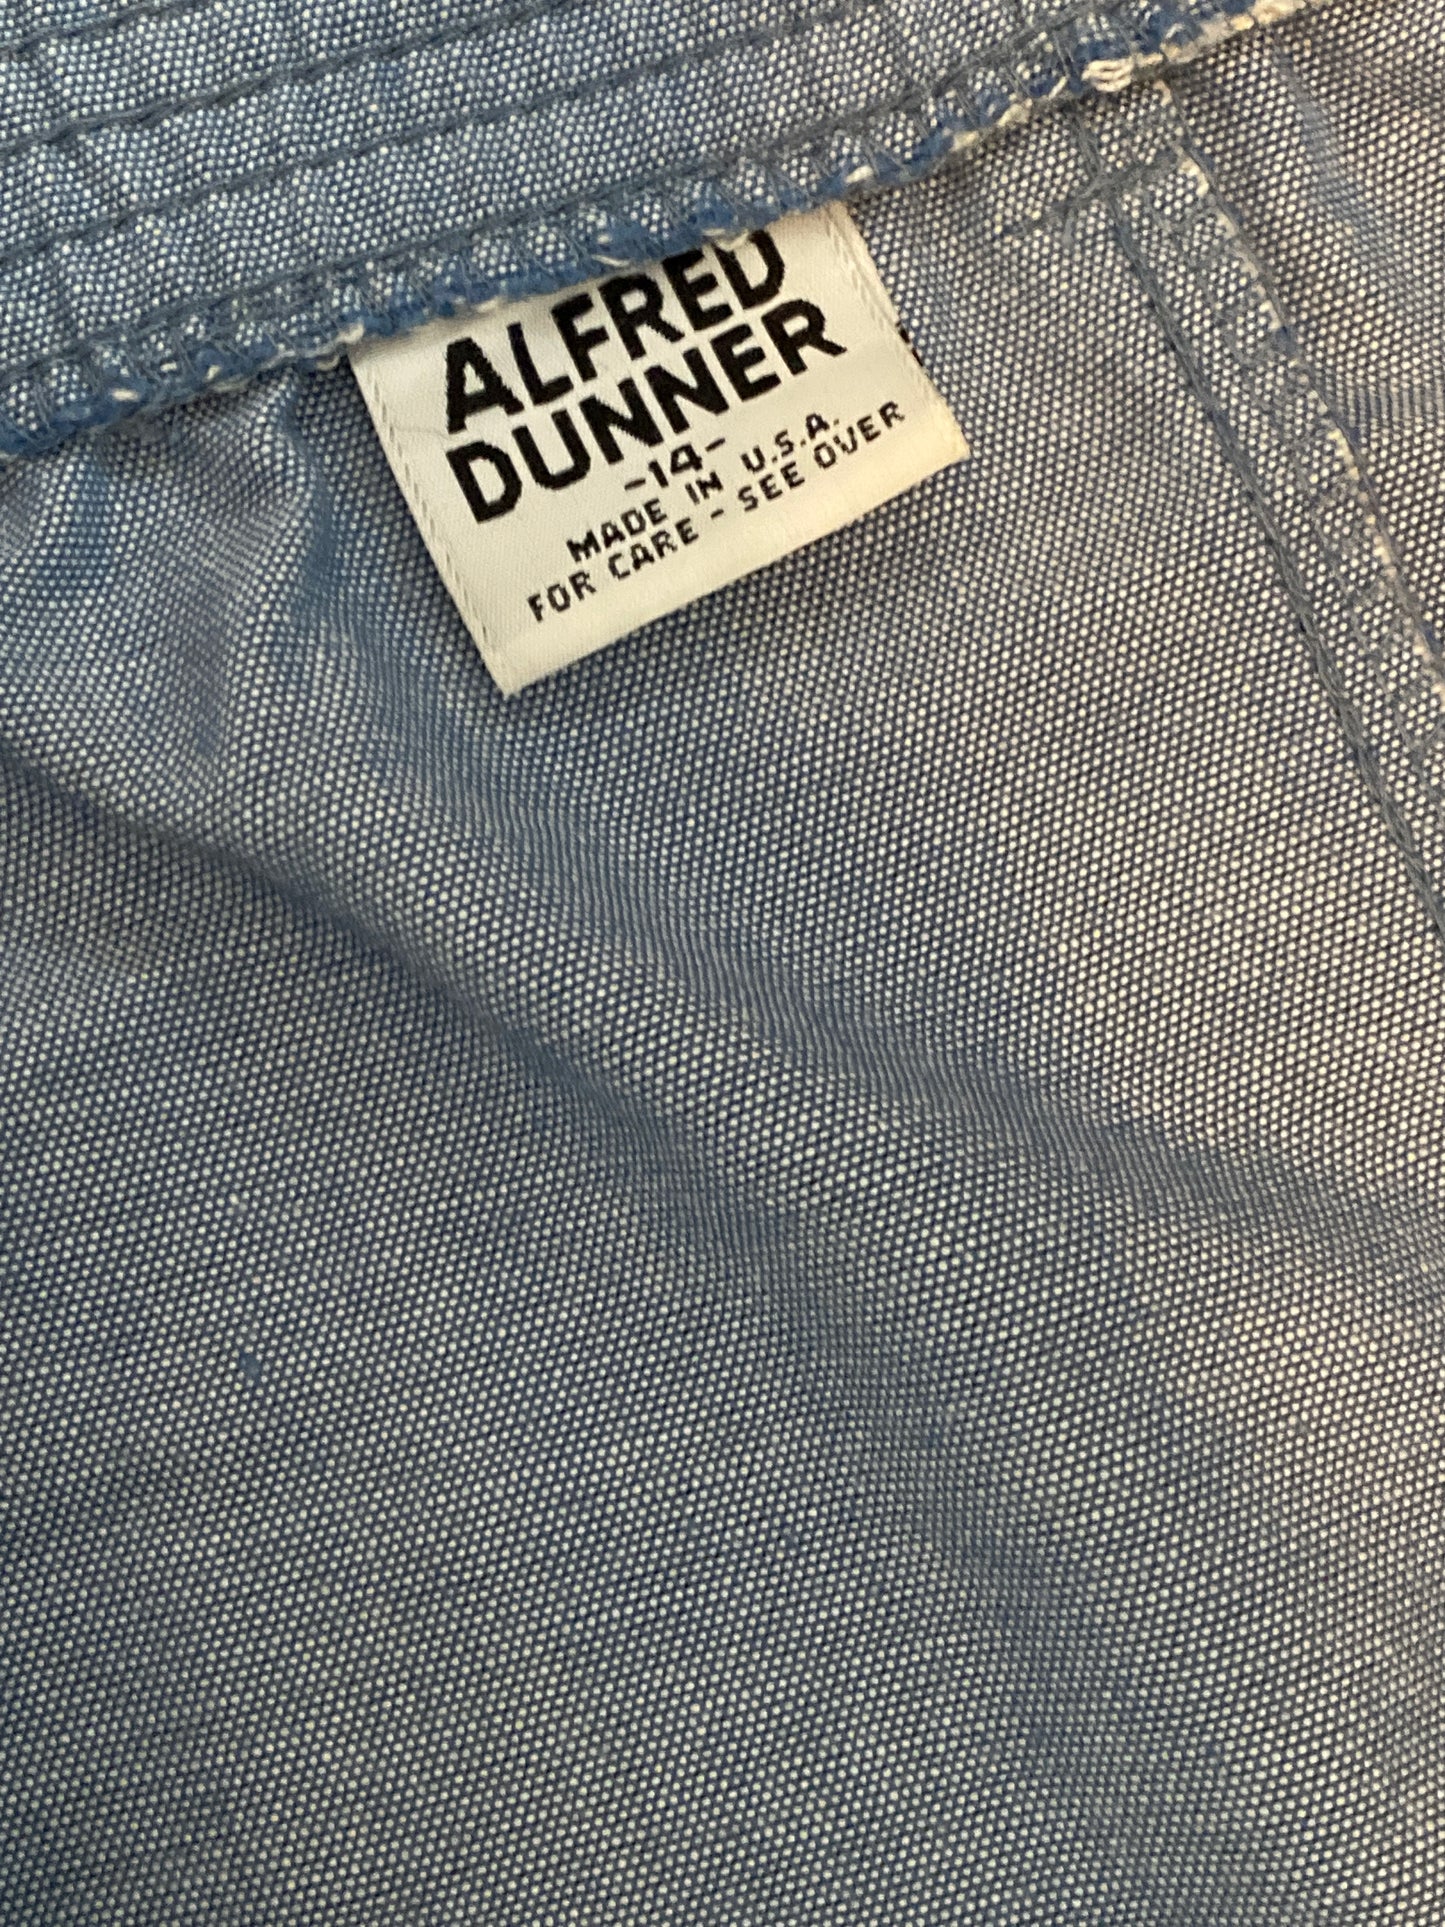 ALFRED
DUNNER
-14-
MADE IN U.S.A.
FOR CARE - SEE OVER